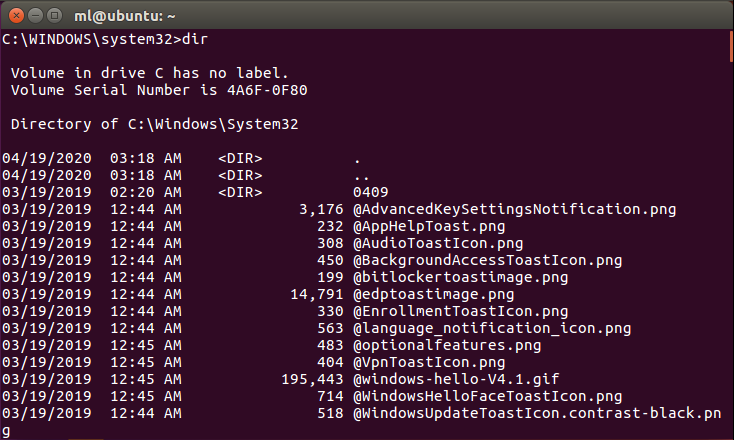 ml@ubuntu: ~
C:\WINDOWS\system32>dir
Volume in drive C has no label.
Volume Serial Number is 4A6F-0F80
Directory of C:\Windows\System32
04/19/2020  03:18 AM    <DIR>          .
04/19/2020  03:18 AM    <DIR>          ..
03/19/2019  02:20 AM    <DIR>          0409
03/19/2019  12:44 AM             3,176 @AdvancedKeySettingsNotification.png
03/19/2019  12:44 AM               232 @AppHelpToast.png
03/19/2019  12:44 AM               308 @AudioToastIcon.png
03/19/2019  12:44 AM               450 @BackgroundAccessToastIcon.png
03/19/2019  12:44 AM               199 @bitlockertoastimage.png
03/19/2019  12:44 AM            14,791 @edptoastimage.png
03/19/2019  12:44 AM               330 @EnrollmentToastIcon.png
03/19/2019  12:44 AM               563 @language_notification_icon.png
03/19/2019  12:45 AM               483 @optionalfeatures.png
03/19/2019  12:45 AM               404 @VpnToastIcon.png
03/19/2019  12:45 AM           195,443 @windows-hello-V4.1.gif
03/19/2019  12:45 AM               714 @WindowsHelloFaceToastIcon.png
03/19/2019  12:44 AM               518 @WindowsUpdateToastIcon.contrast-black.pn
g